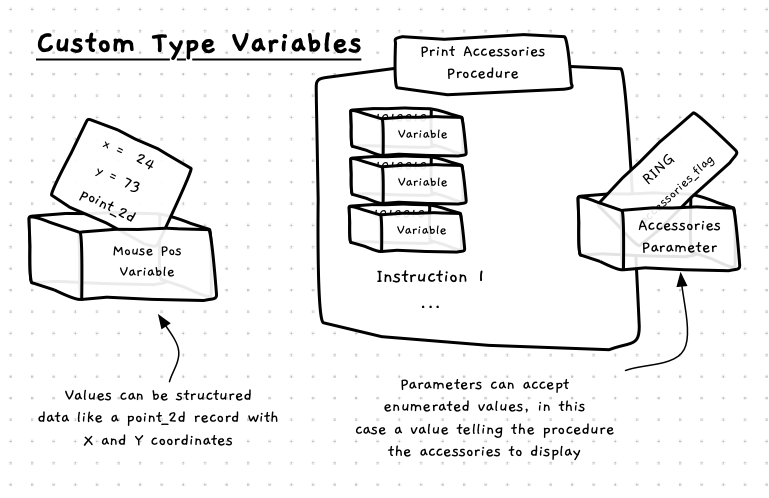 Custom Type Variables
Print Accessories
Procedure
x = 24
y = 73
point_2d
Mouse Pos
Variable
Variable
Variable
Variable
Instruction 1
...
RING
Accessories
Parameter
Values can be structured
data like a point_2d record with
X and Y coordinates
Parameters can accept
enumerated values, in this
case a value telling the procedure
the accessories to display